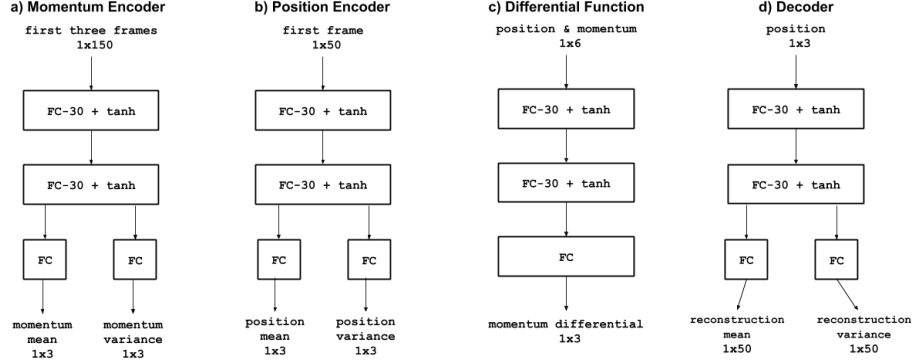 a) Momentum Encoder
first three frames
1x150
FC-30 + tanh
FC-30 + tanh
FC
FC
momentum
mean
1x3
momentum
variance
1x3
b) Position Encoder
first frame
1x50
FC-30 + tanh
FC-30 + tanh
FC
FC
position
mean
1x3
position
variance
1x3
c) Differential Function
position & momentum
1x6
FC-30 + tanh
FC-30 + tanh
FC
momentum differential
1x3
d) Decoder
position
1x3
FC-30 + tanh
FC-30 + tanh
FC
FC
reconstruction
mean
1x50
reconstruction
variance
1x50